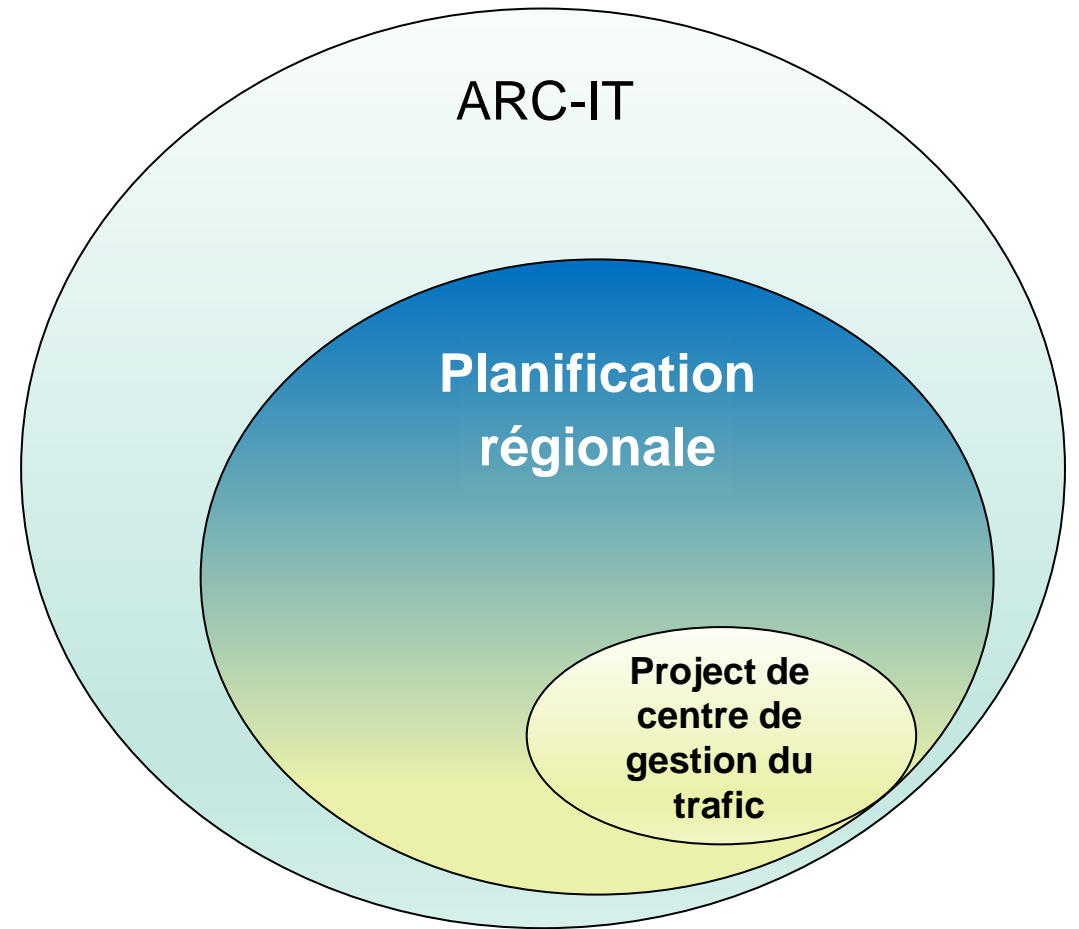 ARC-IT
Planification
régionale
Project de
centre de
gestion du
trafic